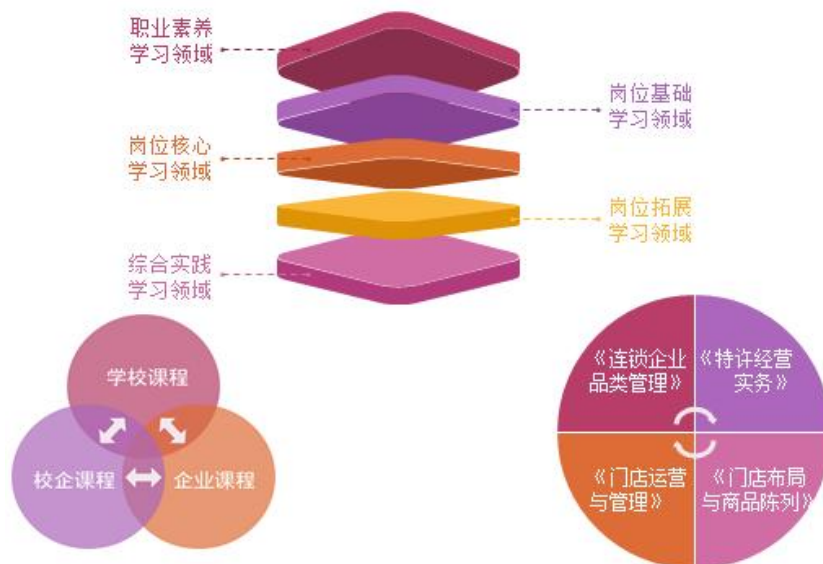 职业素养
学习领域
岗位基础
学习领域
岗位核心
学习领域
岗位拓展
学习领域
综合实践
学习领域
学校课程
校企课程
企业课程
《连锁企业
品类管理》
《特许经营
实务》
《门店运营
与管理》
《门店布局
与商品陈列》